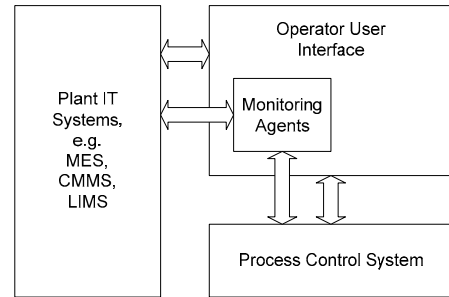 Plant IT
Systems,
e.g.
MES,
CMMS,
LIMS
Operator User
Interface
Monitoring
Agents
Process Control System